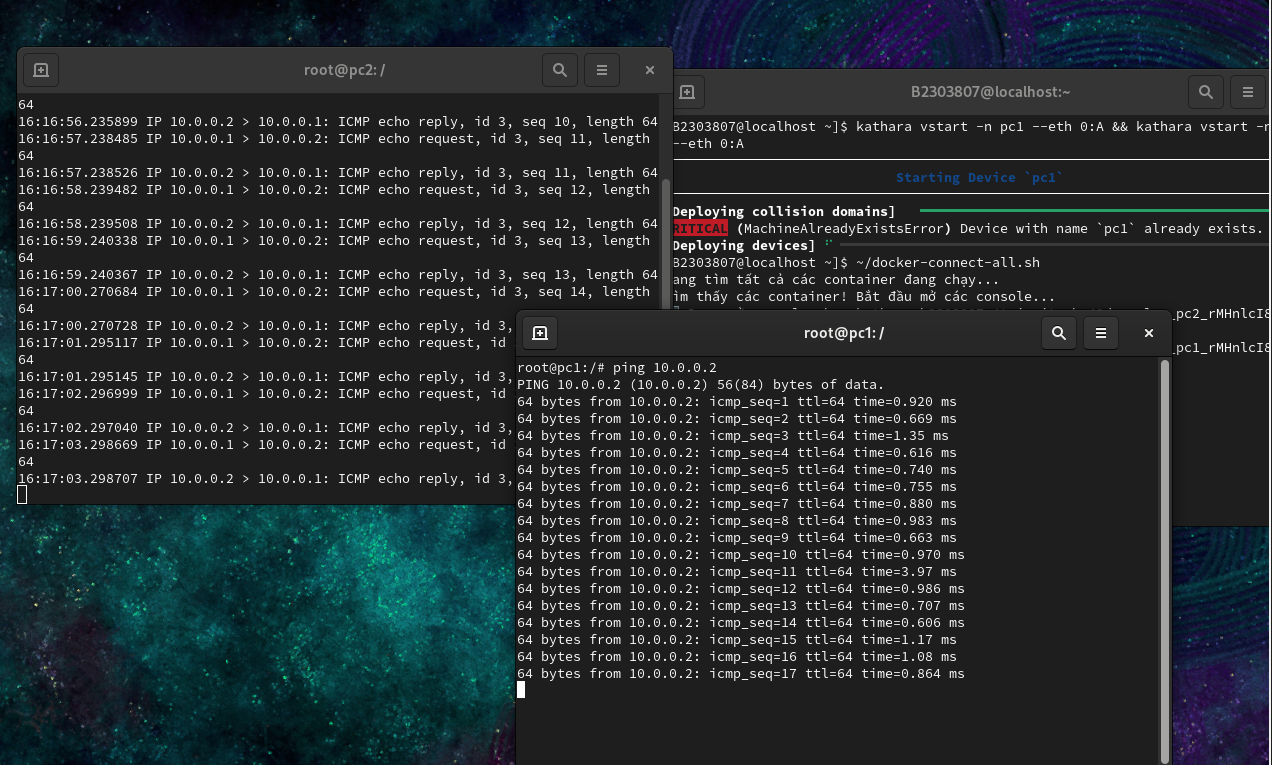 root@pc2: /
64
16:16:56.235899 IP 10.0.0.2 > 10.0.0.1: ICMP echo reply, id 3, seq 10, length 64
16:16:57.238485 IP 10.0.0.1 > 10.0.0.2: ICMP echo request, id 3, seq 11, length
64
16:16:57.238526 IP 10.0.0.2 > 10.0.0.1: ICMP echo reply, id 3, seq 11, length 64
16:16:58.239482 IP 10.0.0.1 > 10.0.0.2: ICMP echo request, id 3, seq 12, length
64
16:16:58.239508 IP 10.0.0.2 > 10.0.0.1: ICMP echo reply, id 3, seq 12, length 64
16:16:59.240338 IP 10.0.0.1 > 10.0.0.2: ICMP echo request, id 3, seq 13, length
64
16:16:59.240367 IP 10.0.0.2 > 10.0.0.1: ICMP echo reply, id 3, seq 13, length 64
16:17:00.270684 IP 10.0.0.1 > 10.0.0.2: ICMP echo request, id 3, seq 14, length
64
16:17:00.270728 IP 10.0.0.2 > 10.0.0.1: ICMP echo reply, id 3,
16:17:01.295117 IP 10.0.0.1 > 10.0.0.2: ICMP echo request, id
64
16:17:01.295145 IP 10.0.0.2 > 10.0.0.1: ICMP echo reply, id 3,
16:17:02.296999 IP 10.0.0.1 > 10.0.0.2: ICMP echo request, id
64
16:17:02.297040 IP 10.0.0.2 > 10.0.0.1: ICMP echo reply, id 3,
16:17:03.298669 IP 10.0.0.1 > 10.0.0.2: ICMP echo request, id
64
16:17:03.298707 IP 10.0.0.2 > 10.0.0.1: ICMP echo reply, id 3,
B2303807@localhost:~
B2303807@localhost ~]$ kathara vstart -n pc1 --eth 0:A && kathara vstart -n
--eth 0:A
Starting Device `pc1`
Deploying collision domains]
RITICAL (MachineAlreadyExistsError) Device with name `pc1` already exists.
Deploying devices]
B2303807@localhost ~]$ ~/docker-connect-all.sh
ang tìm tất cả các container đang chạy...
ìm thấy các container! Bắt đầu mở các console...
_pc2_rMHnlcI8
_pc1_rMHnlcI8
root@pc1: /
root@pc1:/# ping 10.0.0.2
PING 10.0.0.2 (10.0.0.2) 56(84) bytes of data.
64 bytes from 10.0.0.2: icmp_seq=1 ttl=64 time=0.920 ms
64 bytes from 10.0.0.2: icmp_seq=2 ttl=64 time=0.669 ms
64 bytes from 10.0.0.2: icmp_seq=3 ttl=64 time=1.35 ms
64 bytes from 10.0.0.2: icmp_seq=4 ttl=64 time=0.616 ms
64 bytes from 10.0.0.2: icmp_seq=5 ttl=64 time=0.740 ms
64 bytes from 10.0.0.2: icmp_seq=6 ttl=64 time=0.755 ms
64 bytes from 10.0.0.2: icmp_seq=7 ttl=64 time=0.880 ms
64 bytes from 10.0.0.2: icmp_seq=8 ttl=64 time=0.983 ms
64 bytes from 10.0.0.2: icmp_seq=9 ttl=64 time=0.663 ms
64 bytes from 10.0.0.2: icmp_seq=10 ttl=64 time=0.970 ms
64 bytes from 10.0.0.2: icmp_seq=11 ttl=64 time=3.97 ms
64 bytes from 10.0.0.2: icmp_seq=12 ttl=64 time=0.986 ms
64 bytes from 10.0.0.2: icmp_seq=13 ttl=64 time=0.707 ms
64 bytes from 10.0.0.2: icmp_seq=14 ttl=64 time=0.606 ms
64 bytes from 10.0.0.2: icmp_seq=15 ttl=64 time=1.17 ms
64 bytes from 10.0.0.2: icmp_seq=16 ttl=64 time=1.08 ms
64 bytes from 10.0.0.2: icmp_seq=17 ttl=64 time=0.864 ms